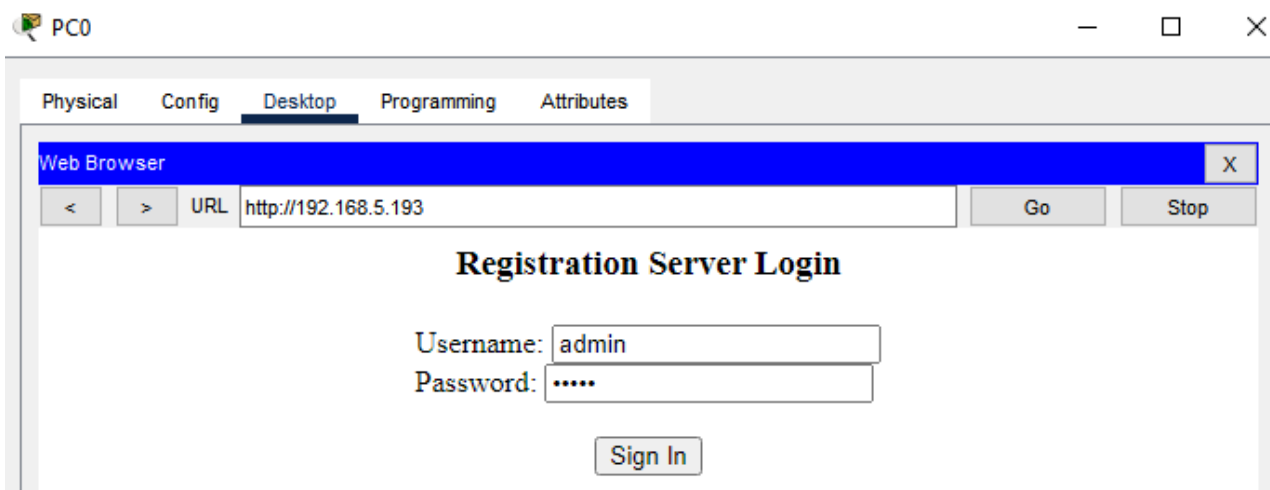 PC0
Physical Config Desktop Programming Attributes
Web Browser X
< > URL http://192.168.5.193 Go Stop
Registration Server Login
Username: admin
Password: •••••
Sign In